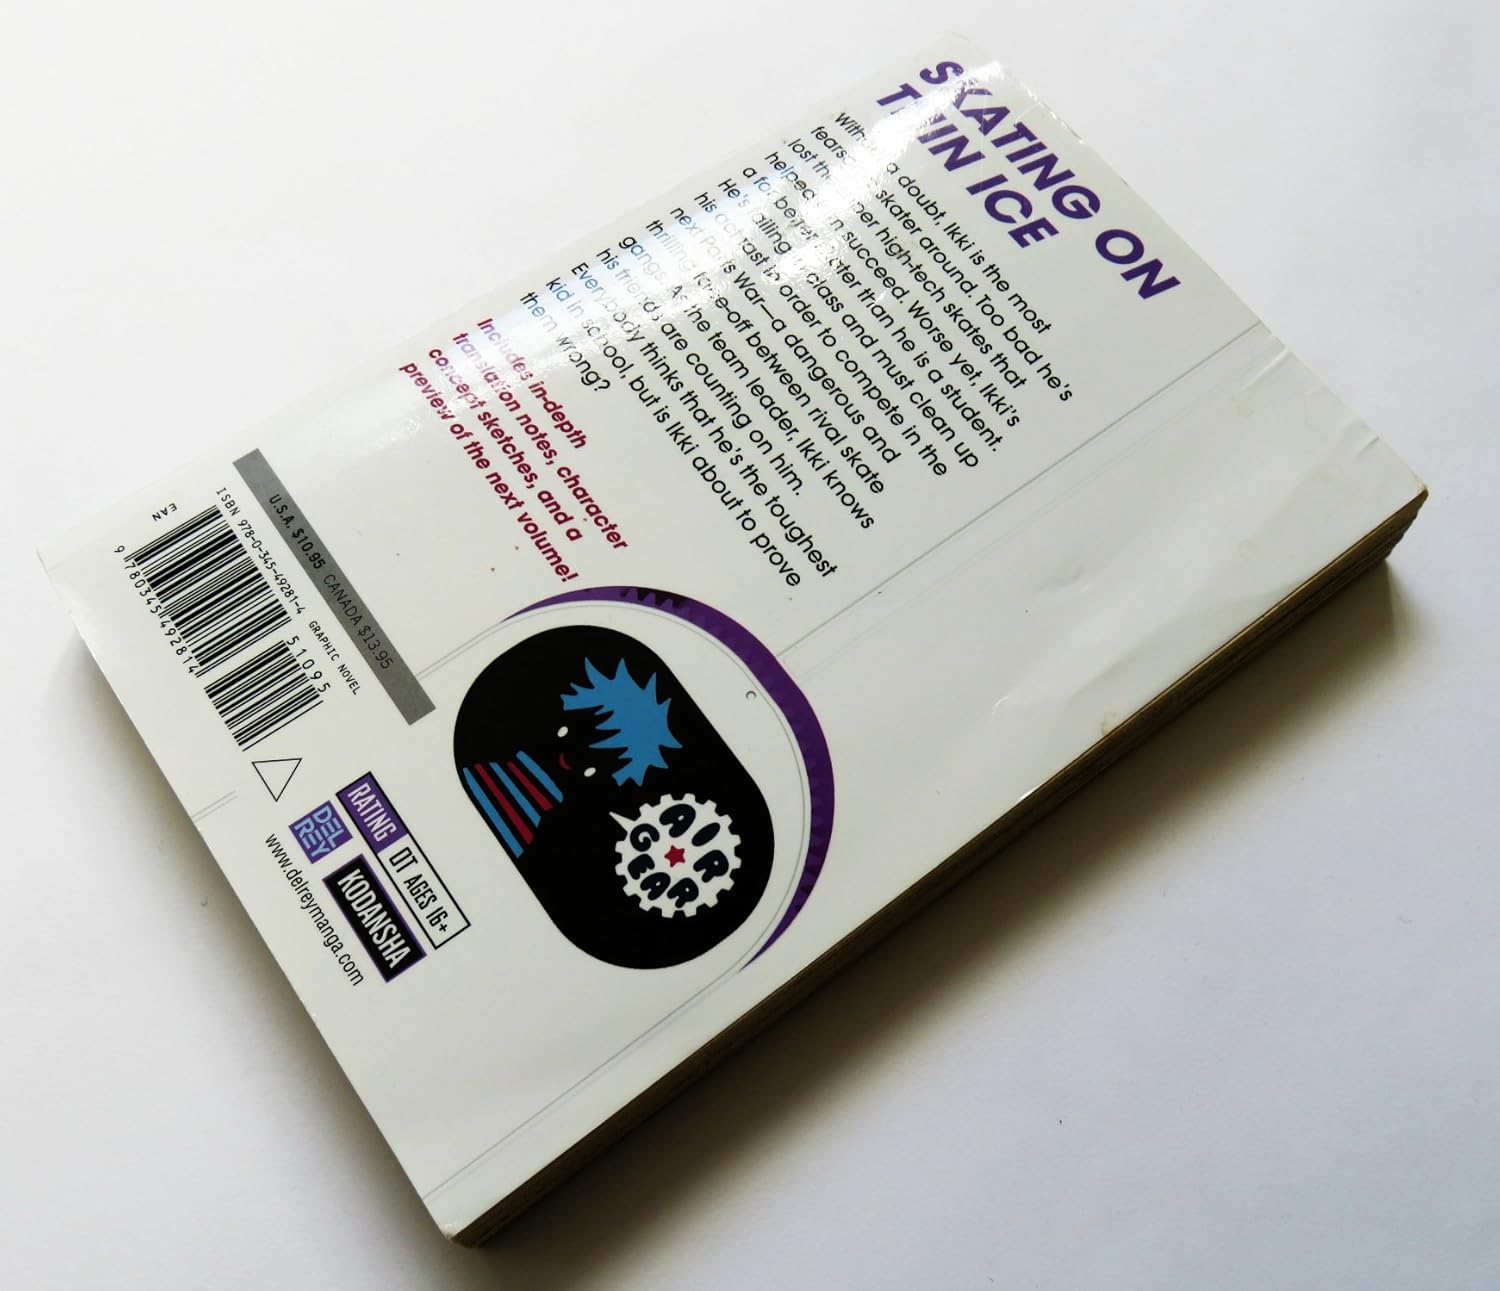 SKATING ON
THIN ICE
Without a doubt, Ikki is the most
fearsome skater around. Too bad he's
lost the super high-tech skates that
helped him succeed. Worse yet, Ikki's
a far better skater than he is a student.
He's failing in class and must clean up
his act fast in order to compete in the
next Parts War—a dangerous and
thrilling face-off between rival skate
gangs. As the team leader, Ikki knows
his friends are counting on him.
Everybody thinks that he's the toughest
kid in school, but is Ikki about to prove
them wrong?
Includes in-depth
translation notes, character
concept sketches, and a
preview of the next volume!
U.S.A. $10.95 CANADA $13.95
ISBN 978-0-345-49281-4 GRAPHIC NOVEL
EAN
9 780345 492814
51095
AIR
GEAR
RATING OT AGES 16+
DEL
REY
KODANSHA
www.delreymanga.com